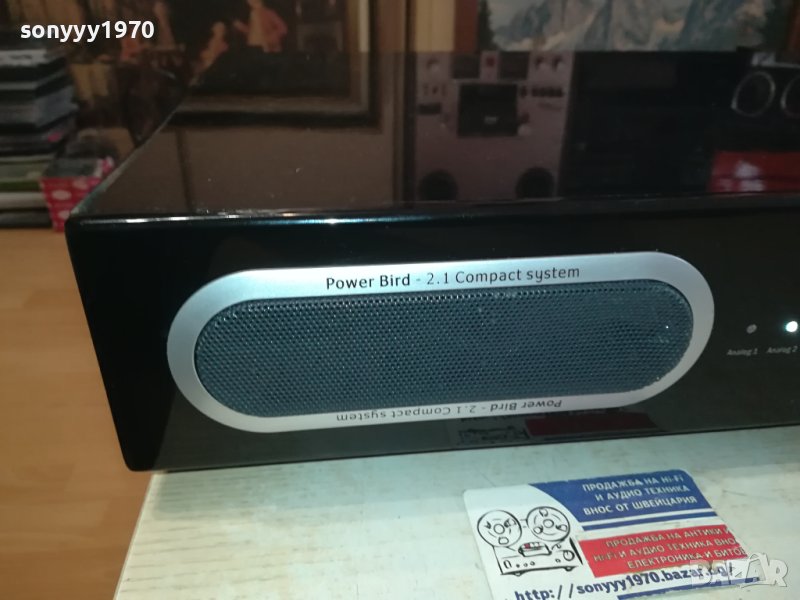 sonyyy1970
Power Bird - 2.1 Compact system
Analog 1 Analog 2
Power Bird - 2.1 Compact system
ПРОДАЖБА НА Hi-Fi
И АУДИО ТЕХНИКА
ВНОС ОТ ШВЕЙЦАРИЯ
ПРОДАЖБА НА АНТИКИ
Hi-Fi И АУДИО ТЕХНИКА ВНОС
ЕЛЕКТРОНИКА И БИТОВ
http://sonyyy1970.bazar.bg/
BAZAR.BG